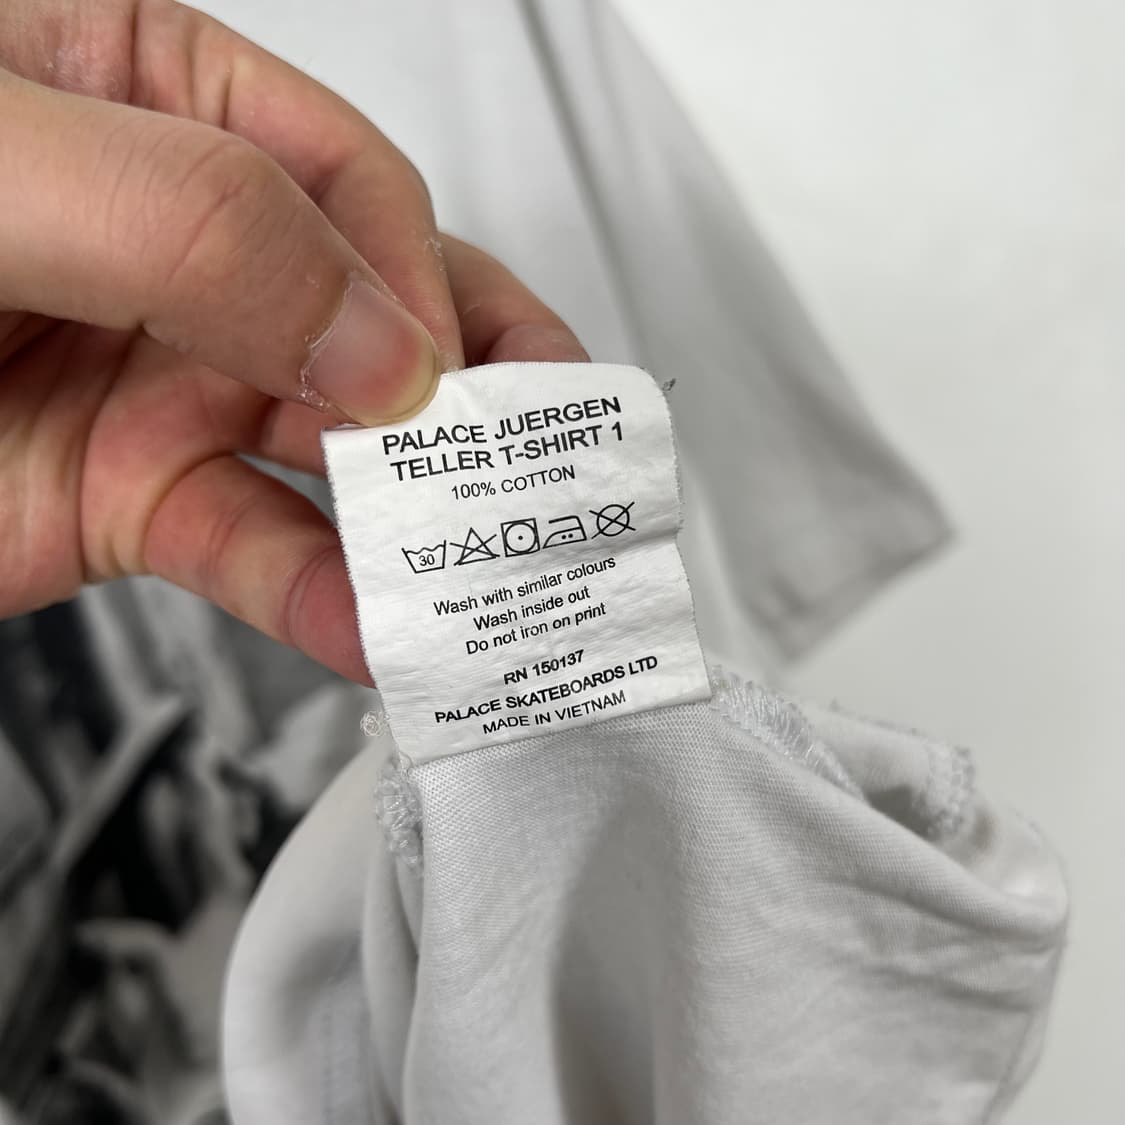 PALACE JUERGEN
TELLER T-SHIRT 1
100% COTTON
30
Wash with similar colours
Wash inside out
Do not iron on print
RN 150137
PALACE SKATEBOARDS LTD
MADE IN VIETNAM